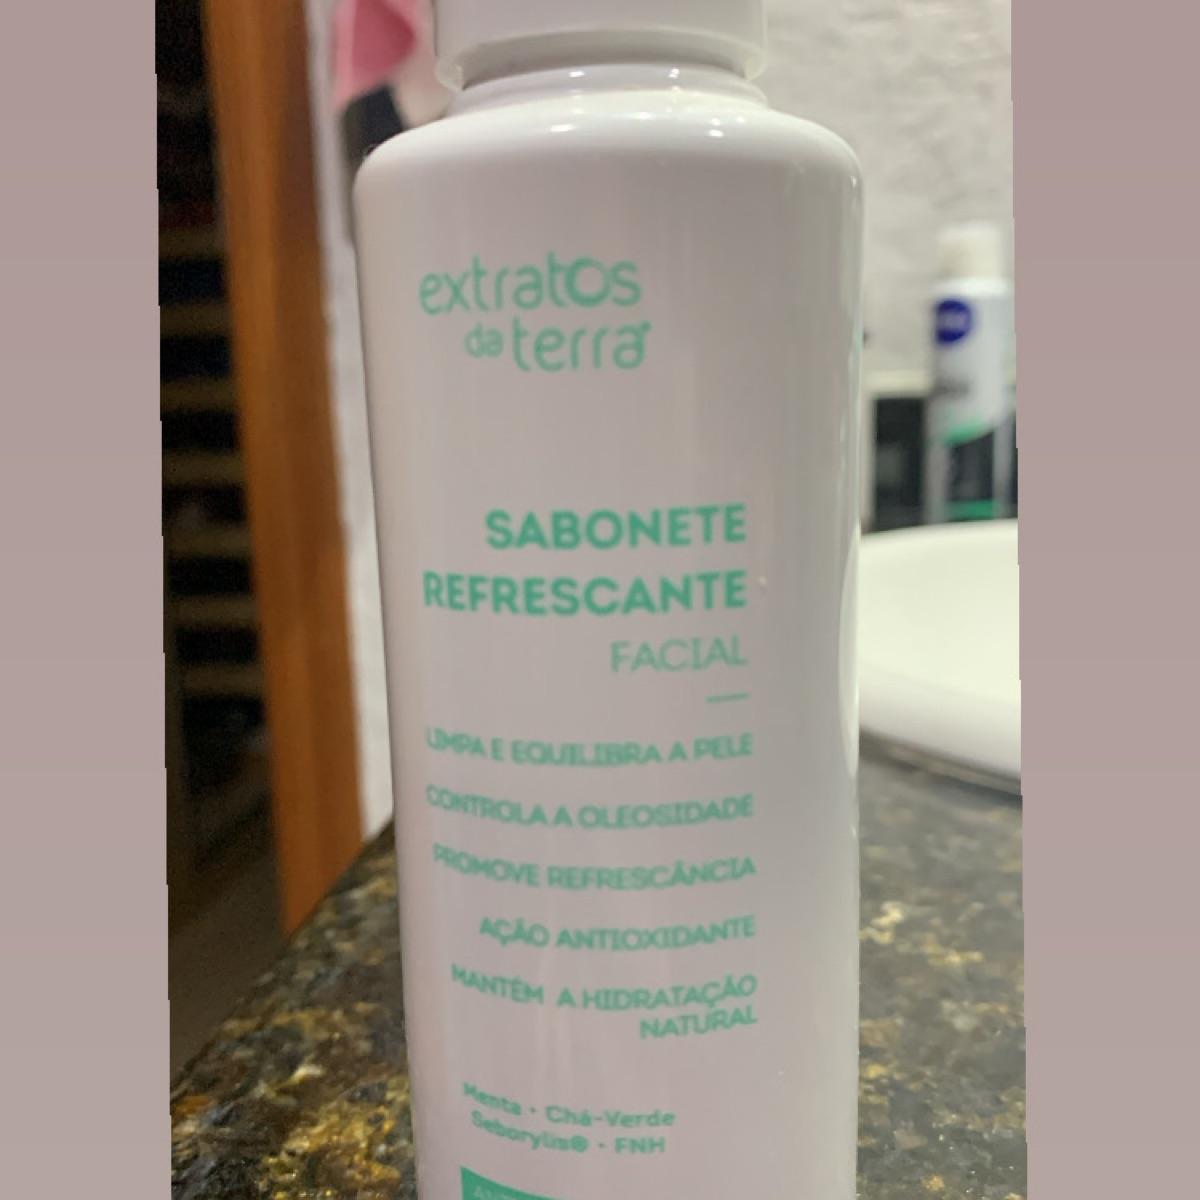 extratos
da terra
SABONETE
REFRESCANTE
FACIAL
LIMPA E EQUILIBRA A PELE
CONTROLA A OLEOSIDADE
PROMOVE REFRESCÂNCIA
AÇÃO ANTIOXIDANTE
MANTÉM A HIDRATAÇÃO
NATURAL
Menta · Chá-Verde
Seborylis® · FNH